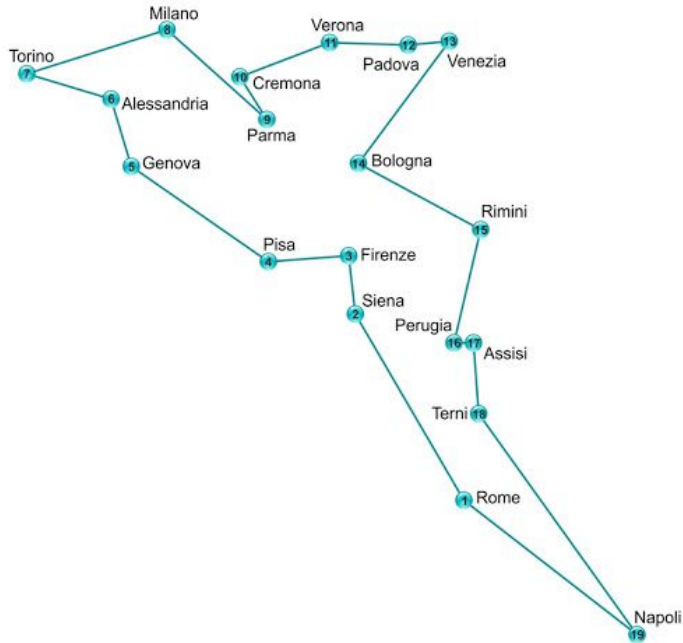 Milano
8
Verona
11
12
13
Padova
Venezia
Torino
7
10
Cremona
6
Alessandria
9
Parma
5
Genova
14
Bologna
Rimini
15
Pisa
4
3
Firenze
Siena
2
Perugia
16
17
Assisi
Terni
18
1
Rome
Napoli
19